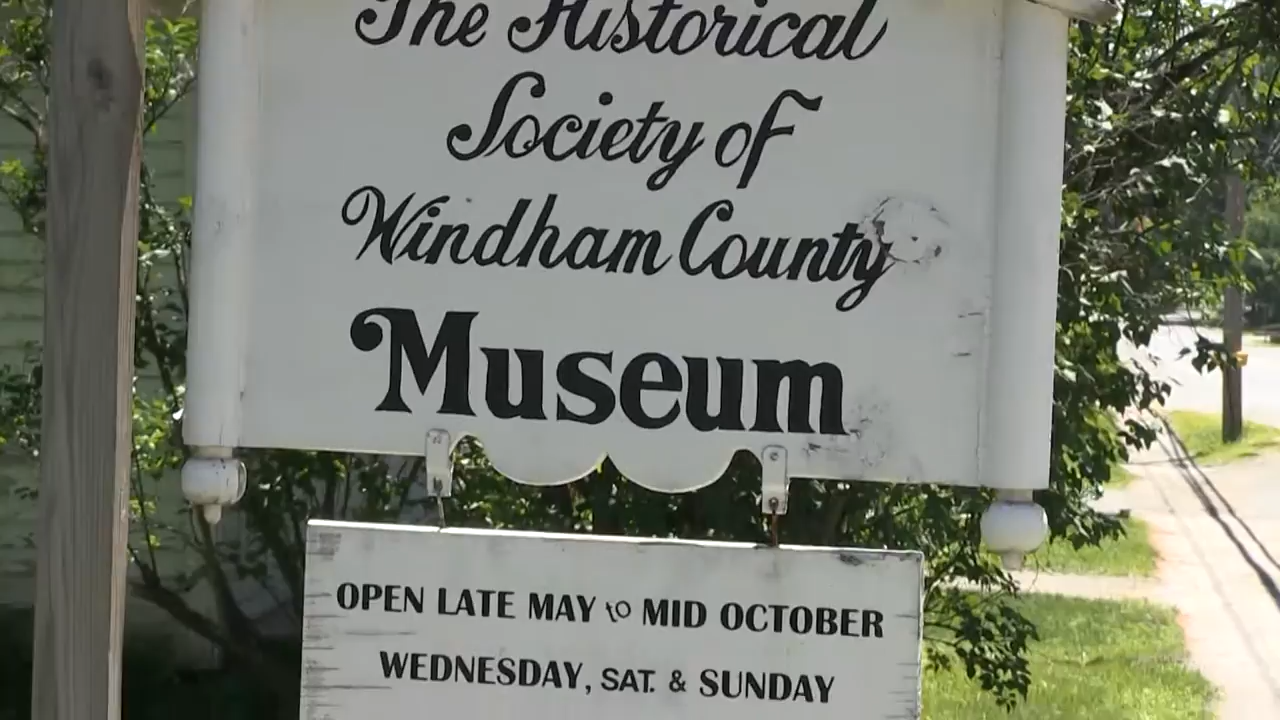 The Historical
Society of
Windham County
Museum
OPEN LATE MAY to MID OCTOBER
WEDNESDAY, SAT. & SUNDAY